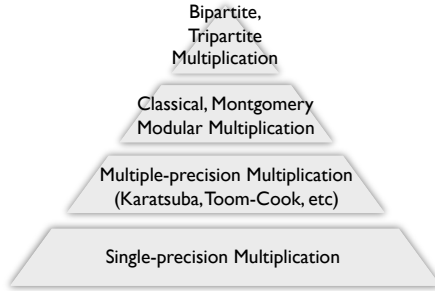 Bipartite,
Tripartite
Multiplication
Classical, Montgomery
Modular Multiplication
Multiple-precision Multiplication
(Karatsuba, Toom-Cook, etc)
Single-precision Multiplication